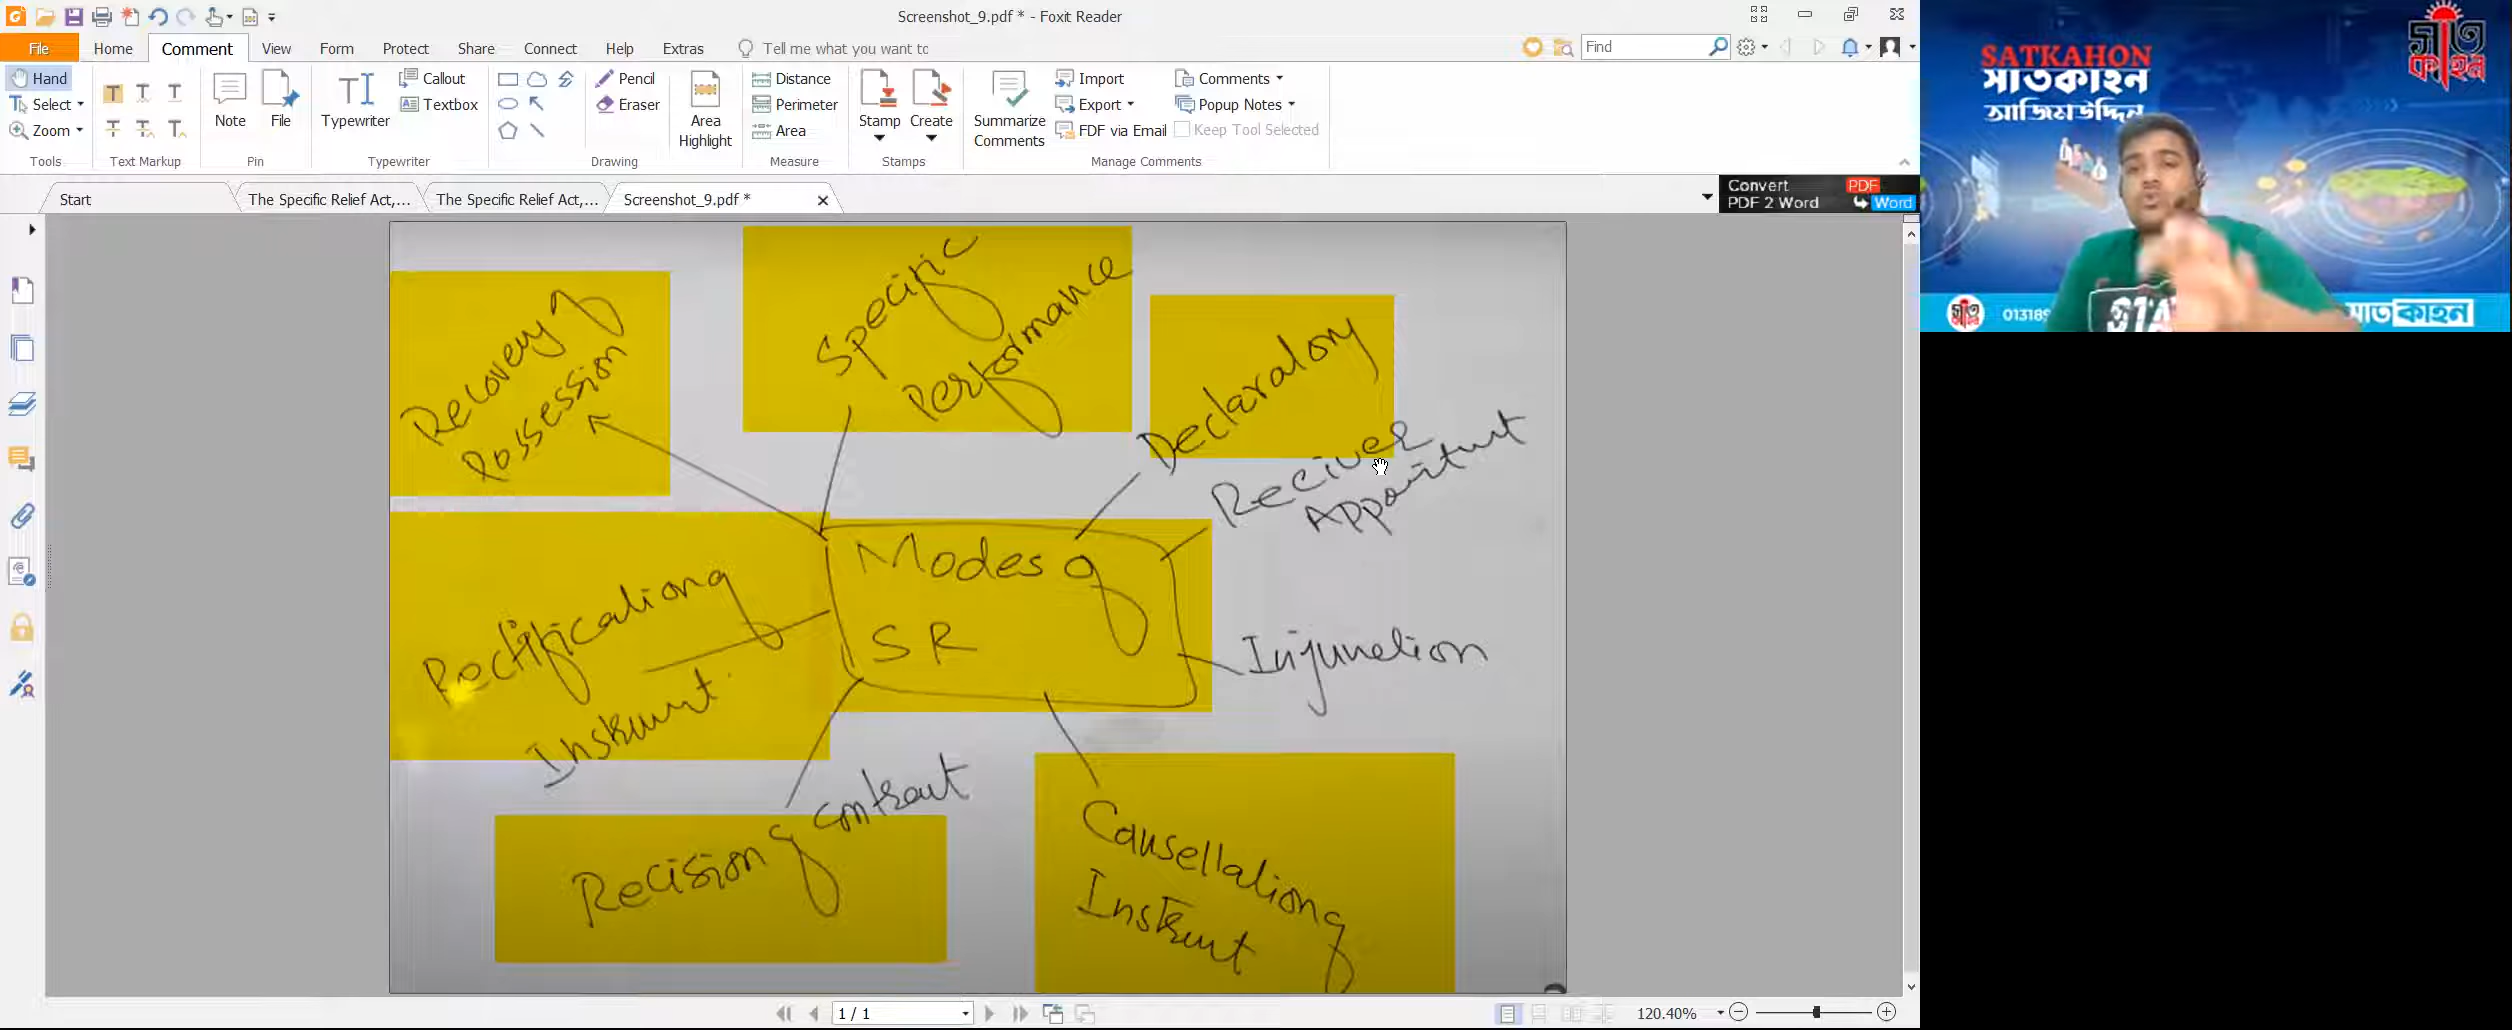 Screenshot_9.pdf * - Foxit Reader
File
Home
Comment
View
Form
Protect
Share
Connect
Help
Extras
Tell me what you want to
Find
Hand
Select
Zoom
Tools
Text Markup
Note
File
Pin
Typewriter
Callout
Textbox
Typewriter
Pencil
Eraser
Drawing
Area
Highlight
Distance
Perimeter
Area
Measure
Stamp
Create
Stamps
Summarize
Comments
Import
Export
FDF via Email
Comments
Popup Notes
Keep Tool Selected
Manage Comments
Start
The Specific Relief Act,...
The Specific Relief Act,...
Screenshot_9.pdf *
Convert
PDF 2 Word
PDF
Word
SATKAHON
সাতকাহন
আজিম উদ্দিন
সাত
কাহন
013189
সাত কাহন
Recovery of
Possession
Specific
Performance
Declaratory
Reciver
Appointment
Modes of
SR
Rectification of
Instrument
Injunction
Recision of contract
Cansellation of
Instrument
1 / 1
120.40%